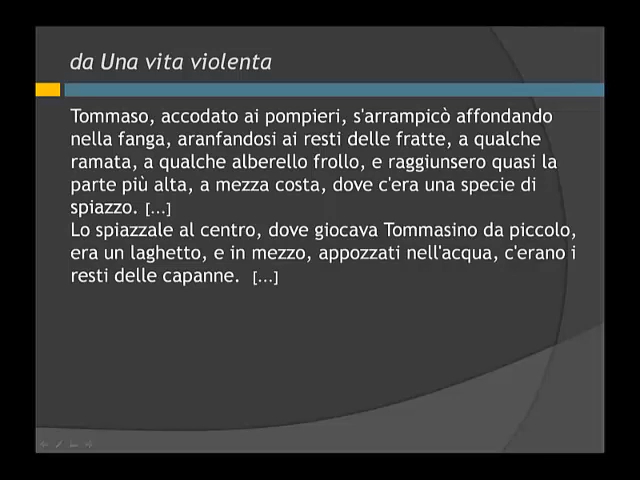 da Una vita violenta
Tommaso, accodato ai pompieri, s'arrampicò affondando
nella fanga, aranfandosi ai resti delle fratte, a qualche
ramata, a qualche alberello frollo, e raggiunsero quasi la
parte più alta, a mezza costa, dove c'era una specie di
spiazzo. [...]
Lo spiazzale al centro, dove giocava Tommasino da piccolo,
era un laghetto, e in mezzo, appozzati nell'acqua, c'erano i
resti delle capanne. [...]